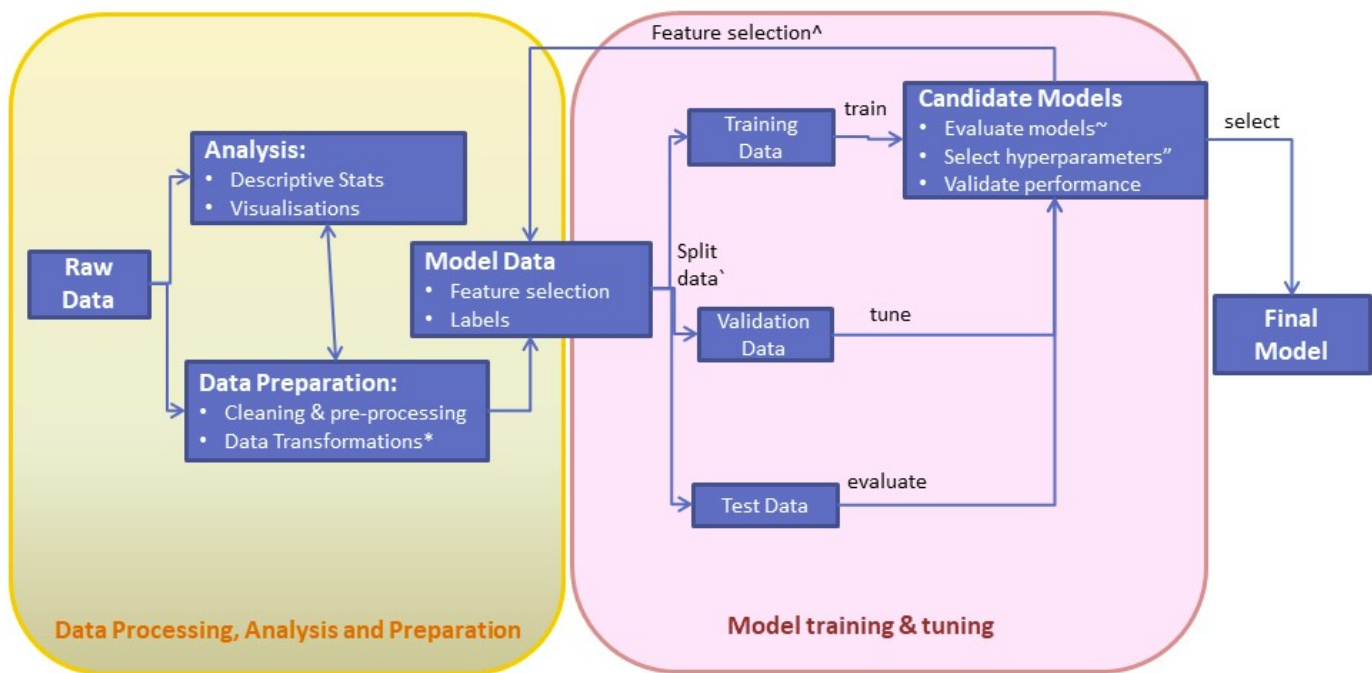 Feature selection^
Analysis:
• Descriptive Stats
• Visualisations
Raw
Data
Data Preparation:
• Cleaning & pre-processing
• Data Transformations*
Model Data
• Feature selection
• Labels
Split
data`
Training
Data
train
Validation
Data
tune
Test Data
evaluate
Candidate Models
• Evaluate models~
• Select hyperparameters”
• Validate performance
select
Final
Model
Data Processing, Analysis and Preparation
Model training & tuning